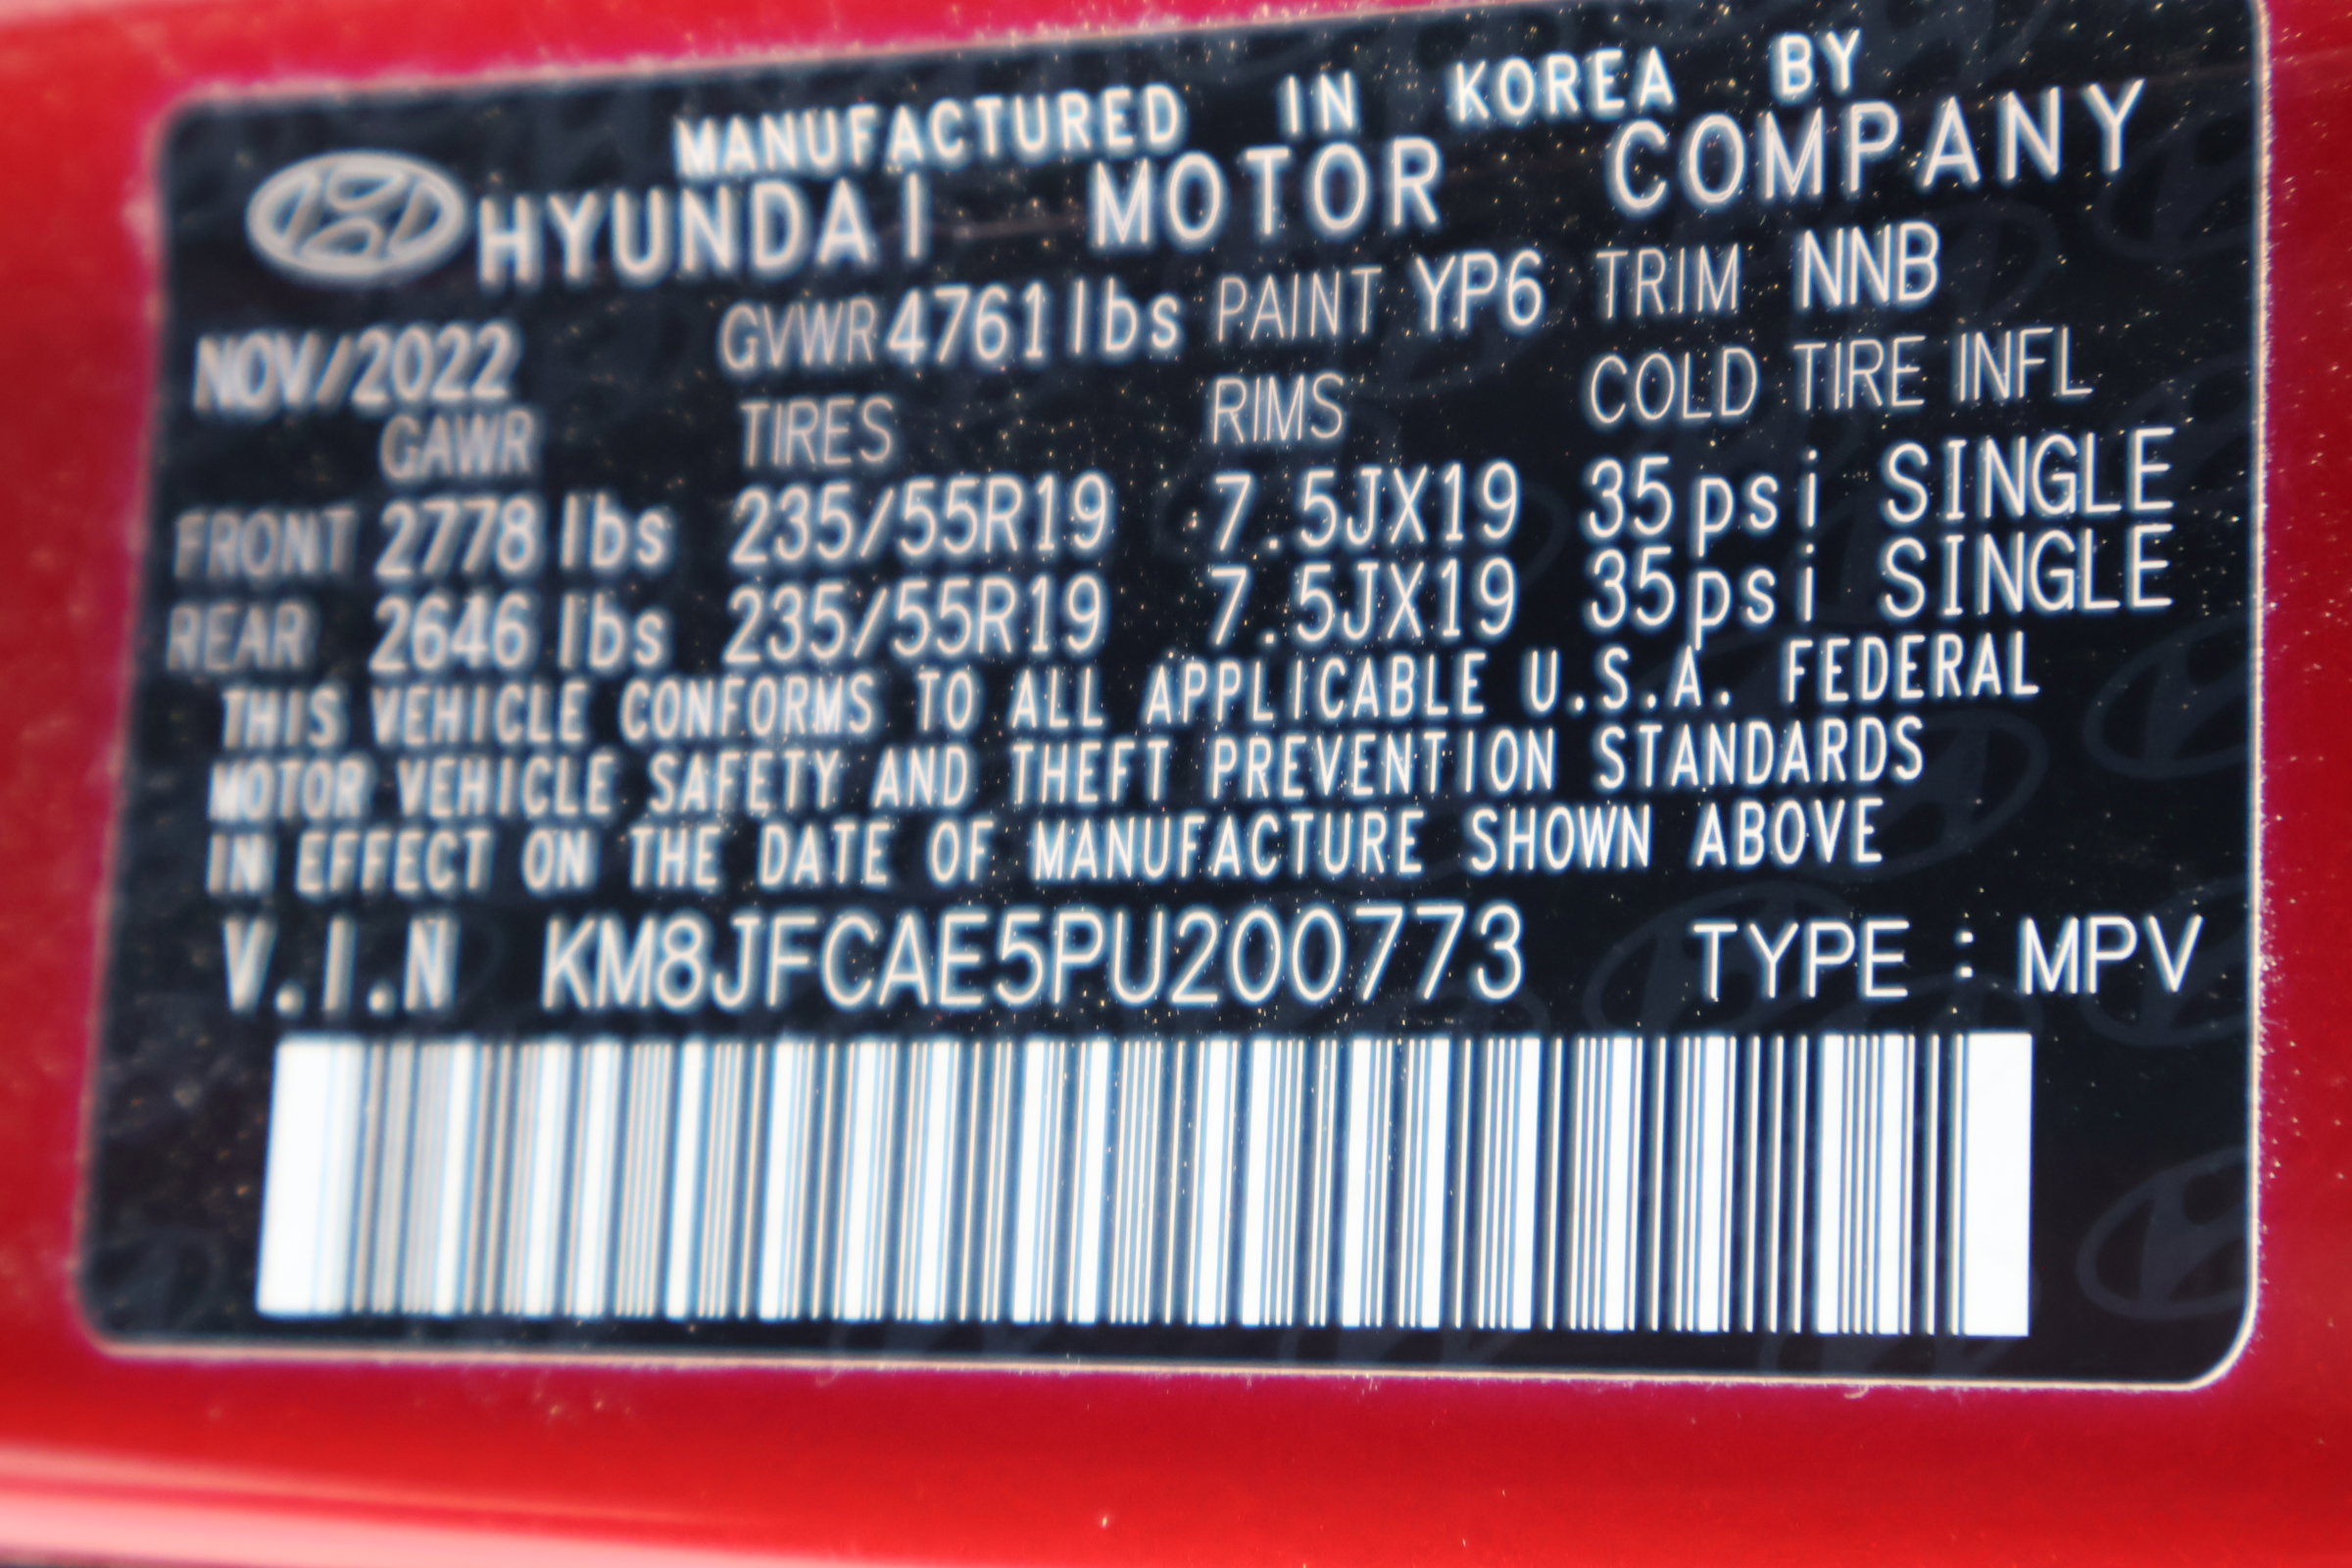 MANUFACTURED IN KOREA BY
HYUNDAI MOTOR COMPANY
NOV/2022 GVWR 4761lbs PAINT YP6 TRIM NNB
GAWR TIRES RIMS COLD TIRE INFL
FRONT 2778 lbs 235/55R19 7.5JX19 35psi SINGLE
REAR 2646 lbs 235/55R19 7.5JX19 35psi SINGLE
THIS VEHICLE CONFORMS TO ALL APPLICABLE U.S.A. FEDERAL
MOTOR VEHICLE SAFETY AND THEFT PREVENTION STANDARDS
IN EFFECT ON THE DATE OF MANUFACTURE SHOWN ABOVE
V.I.N KM8JFCAE5PU200773 TYPE : MPV